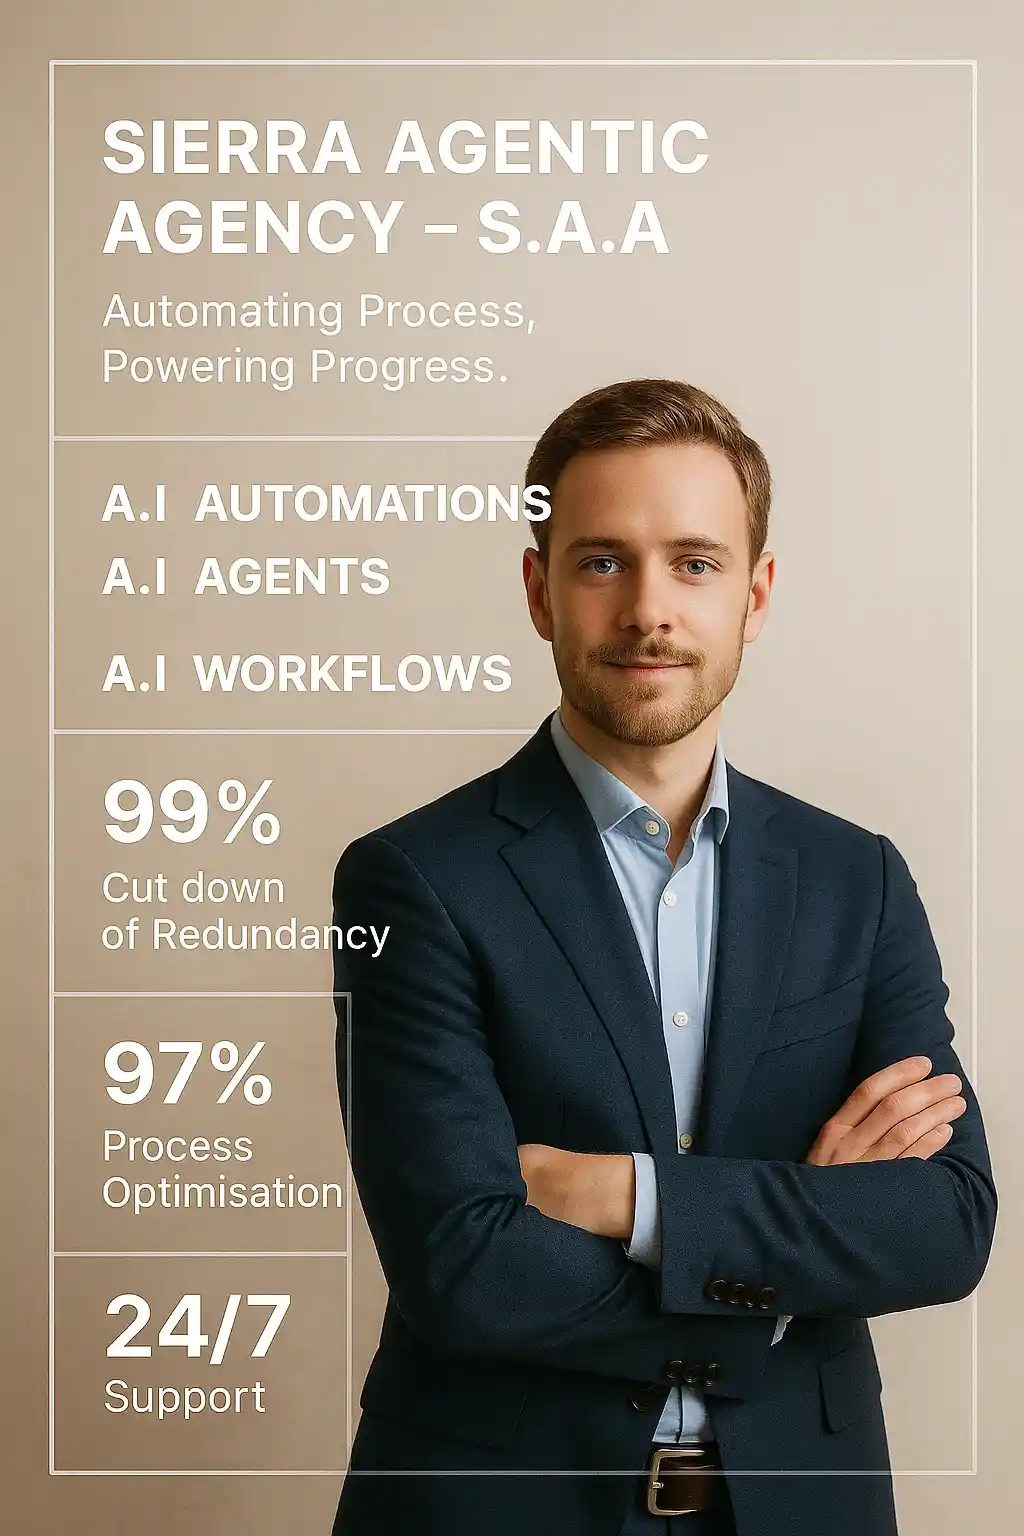 SIERRA AGENTIC
AGENCY – S.A.A
Automating Process,
Powering Progress.
A.I AUTOMATIONS
A.I AGENTS
A.I WORKFLOWS
99%
Cut down
of Redundancy
97%
Process
Optimisation
24/7
Support